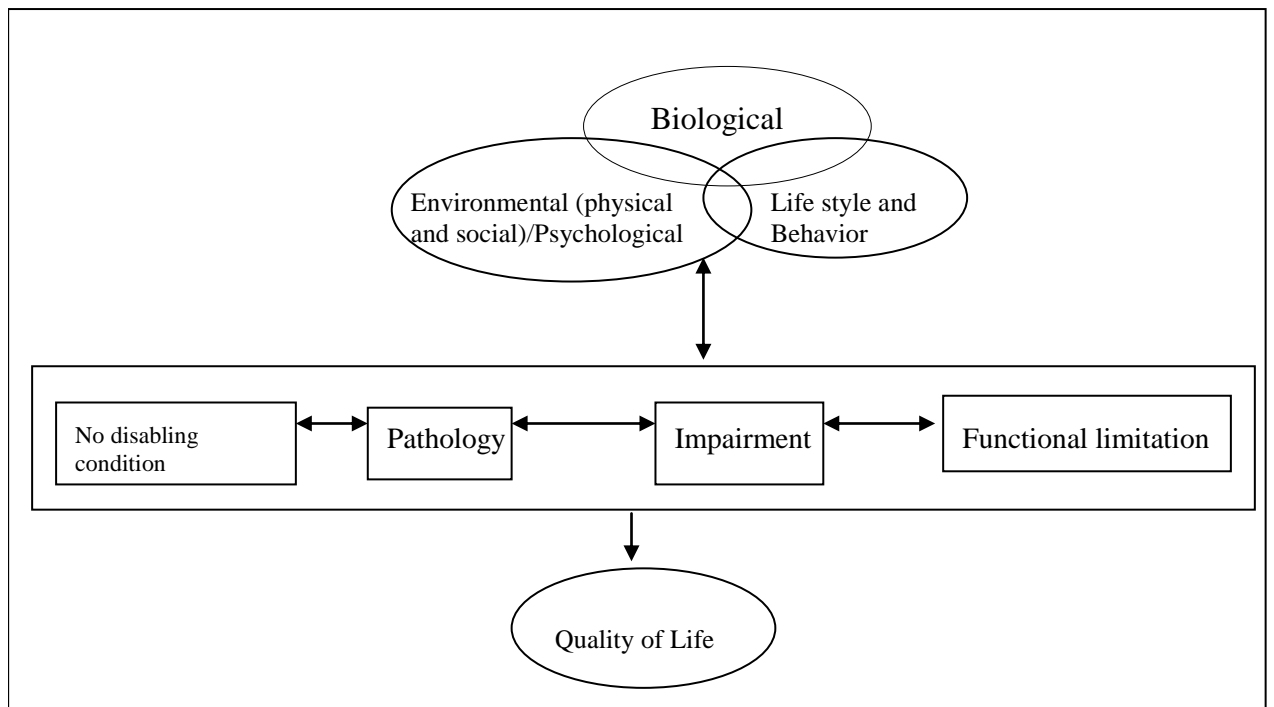 Biological
Environmental (physical
and social)/Psychological
Life style and
Behavior
No disabling
condition
Pathology
Impairment
Functional limitation
Quality of Life